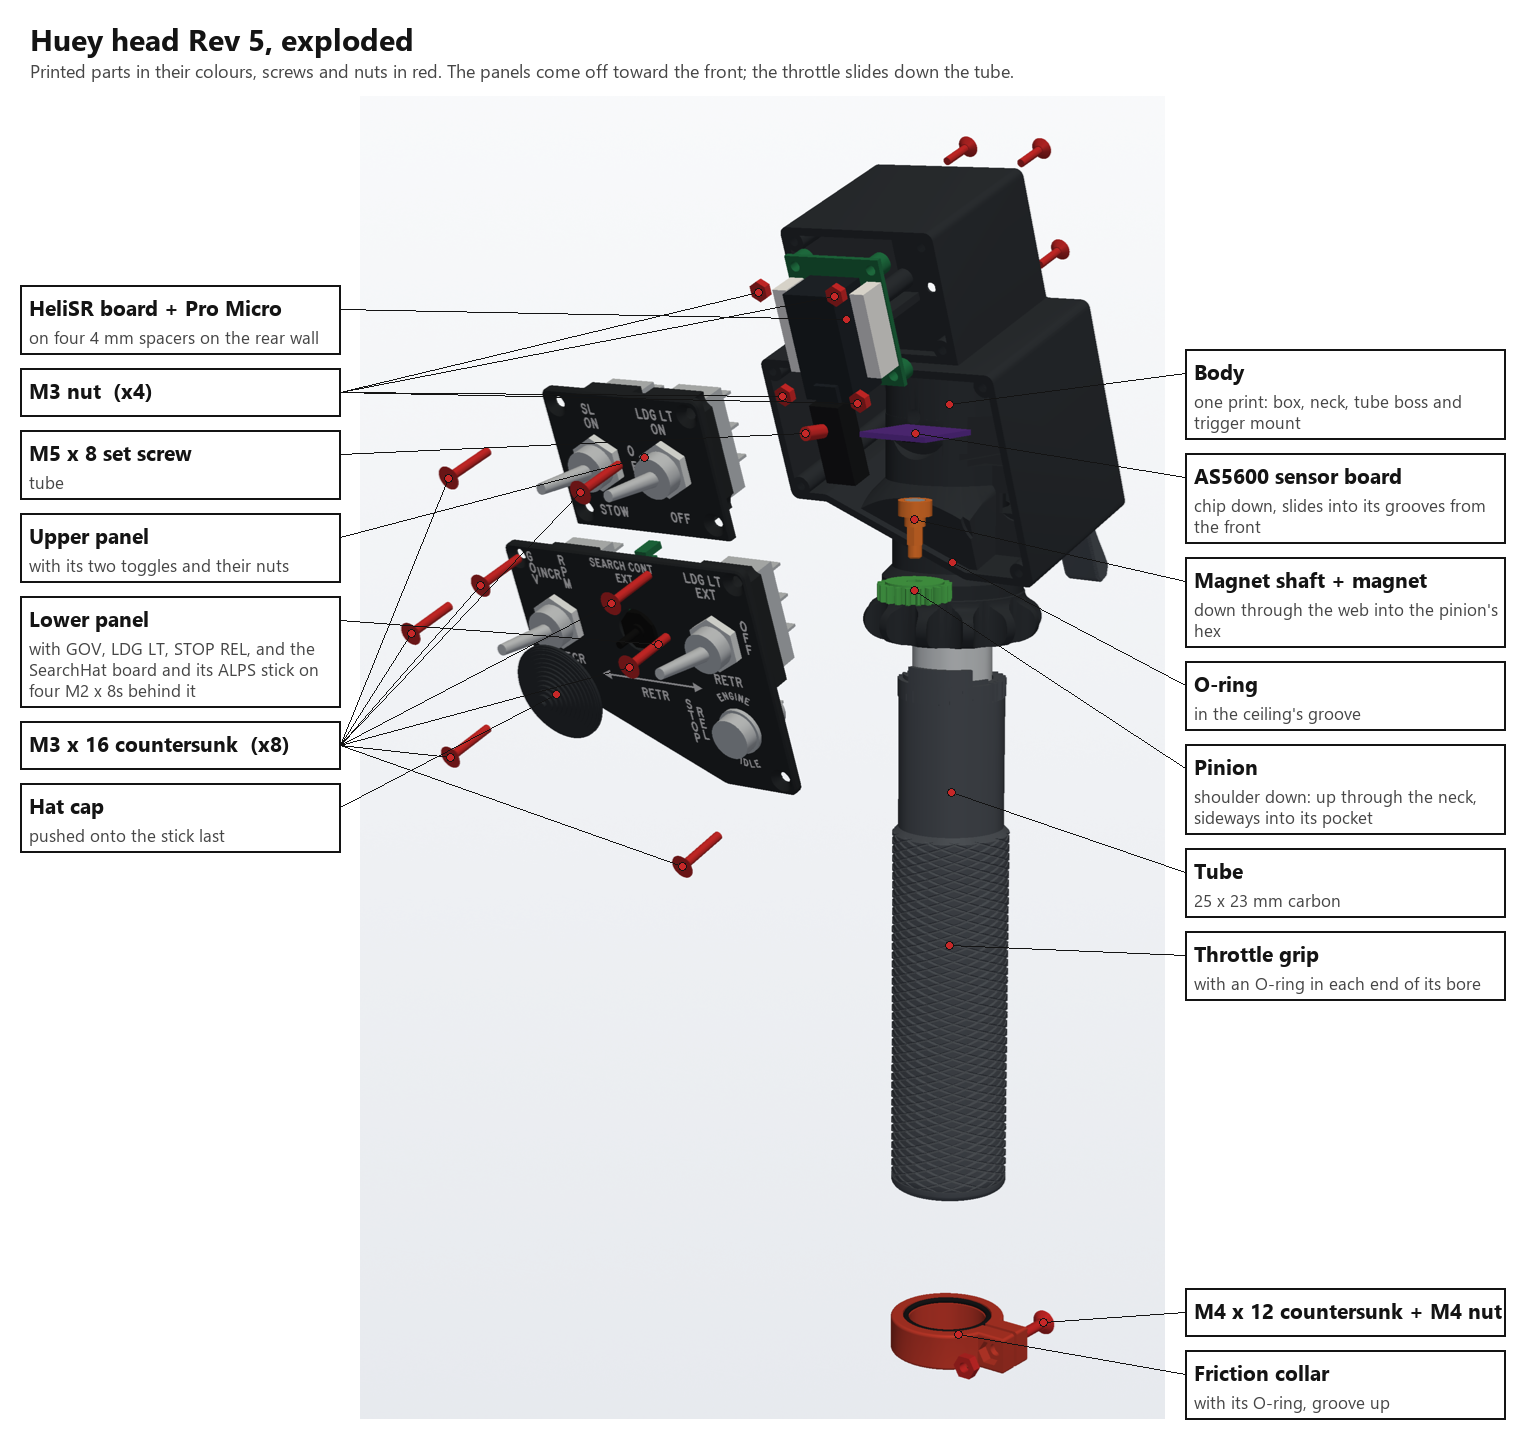 Huey head Rev 5, exploded
Printed parts in their colours, screws and nuts in red. The panels come off toward the front; the throttle slides down the tube.
HeliSR board + Pro Micro
on four 4 mm spacers on the rear wall
M3 nut (x4)
M5 x 8 set screw
tube
Upper panel
with its two toggles and their nuts
Lower panel
with GOV, LDG LT, STOP REL, and the
SearchHat board and its ALPS stick on
four M2 x 8s behind it
M3 x 16 countersunk (x8)
Hat cap
pushed onto the stick last
SL
ON
LDG LT
ON
STOW
OFF
GOV
INCR
RPM
SEARCH CONT
EXT
LDG LT
EXT
OFF
RETR
RETR
ENGINE
STOP
REL
IDLE
Body
one print: box, neck, tube boss and
trigger mount
AS5600 sensor board
chip down, slides into its grooves from
the front
Magnet shaft + magnet
down through the web into the pinion's
hex
O-ring
in the ceiling's groove
Pinion
shoulder down: up through the neck,
sideways into its pocket
Tube
25 x 23 mm carbon
Throttle grip
with an O-ring in each end of its bore
M4 x 12 countersunk + M4 nut
Friction collar
with its O-ring, groove up